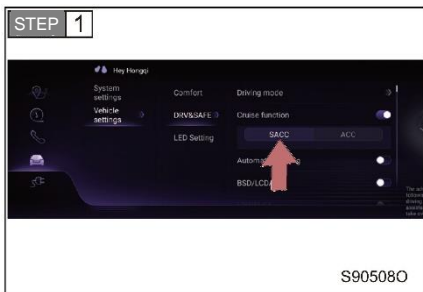 STEP 1
Hey Hongqi
System settings
Comfort
Driving mode
Vehicle settings
DRV&SAFE
Cruise function
LED Setting
SACC
ACC
BSD/LCDA
S90508O